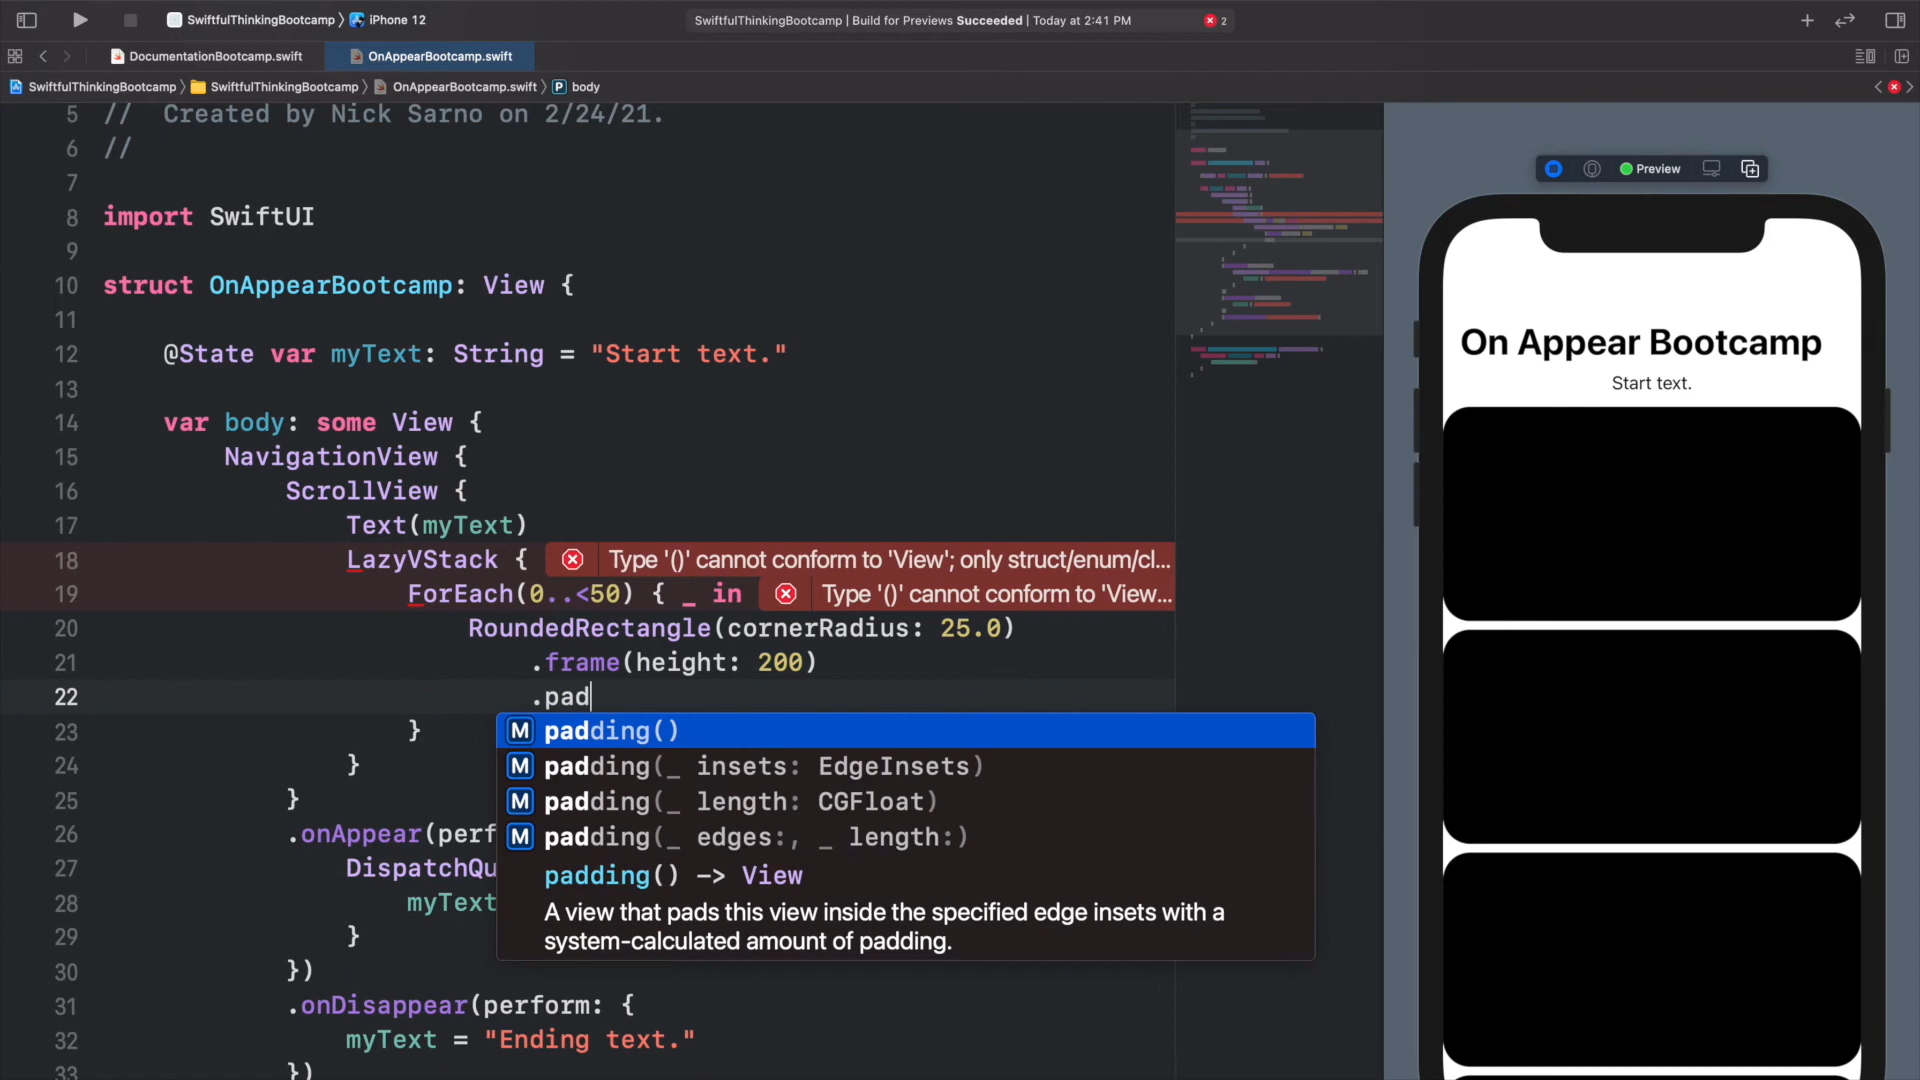 SwiftfulThinkingBootcamp 〉 iPhone 12
SwiftfulThinkingBootcamp | Build for Previews Succeeded | Today at 2:41 PM
2
DocumentationBootcamp.swift
OnAppearBootcamp.swift
SwiftfulThinkingBootcamp 〉 SwiftfulThinkingBootcamp 〉 OnAppearBootcamp.swift 〉 P body
5 //  Created by Nick Sarno on 2/24/21.
6 //
7
8 import SwiftUI
9
10 struct OnAppearBootcamp: View {
11
12     @State var myText: String = "Start text."
13
14     var body: some View {
15         NavigationView {
16             ScrollView {
17                 Text(myText)
18                 LazyVStack { Type '()' cannot conform to 'View'; only struct/enum/cl...
19                     ForEach(0..<50) { _ in Type '()' cannot conform to 'View...
20                         RoundedRectangle(cornerRadius: 25.0)
21                             .frame(height: 200)
22                             .pad
23                     }
24                 }
25             }
26             .onAppear(perf
27                 DispatchQu
28                     myText
29                 }
30             })
31             .onDisappear(perform: {
32                 myText = "Ending text."
33             })
M padding()
M padding(_ insets: EdgeInsets)
M padding(_ length: CGFloat)
M padding(_ edges:, _ length:)
padding() -> View
A view that pads this view inside the specified edge insets with a
system-calculated amount of padding.
Preview
On Appear Bootcamp
Start text.